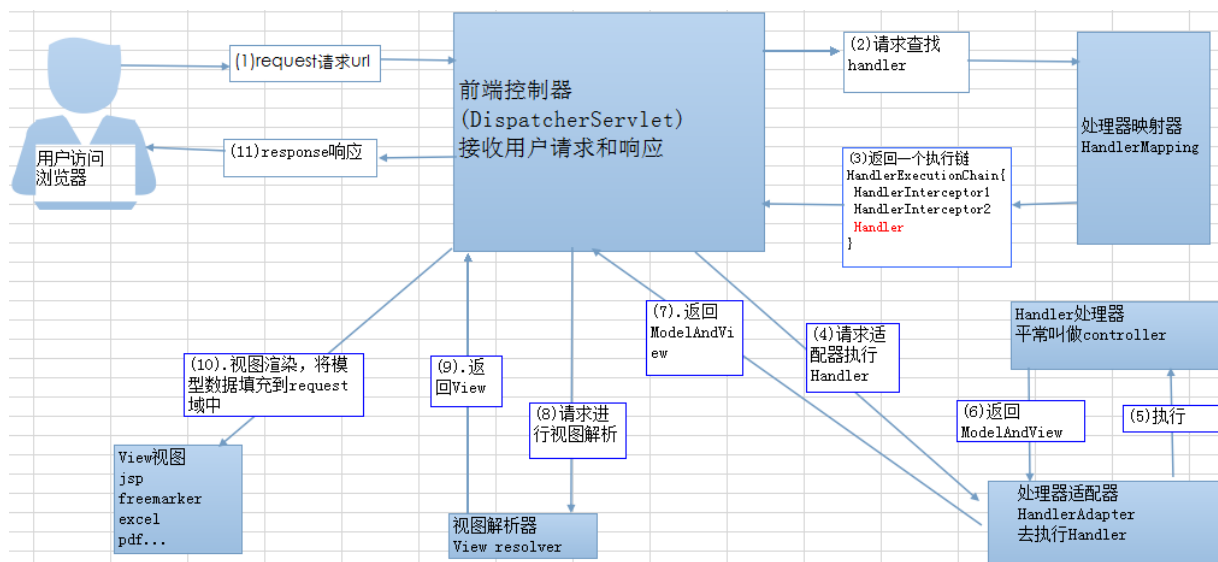 (1)request请求url
前端控制器
(DispatcherServlet)
接收用户请求和响应
(2)请求查找
handler
处理器映射器
HandlerMapping
用户访问
浏览器
(11)response响应
(3)返回一个执行链
HandlerExecutionChain{
HandlerInterceptor1
HandlerInterceptor2
Handler
}
(7).返回
ModelAndVi
ew
(4)请求适
配器执行
Handler
Handler处理器
平常叫做controller
(10).视图渲染，将模
型数据填充到request
域中
(9).返
回View
(8)请求进
行视图解析
(6)返回
ModelAndView
(5)执行
View视图
jsp
freemarker
excel
pdf...
视图解析器
View resolver
处理器适配器
HandlerAdapter
去执行Handler